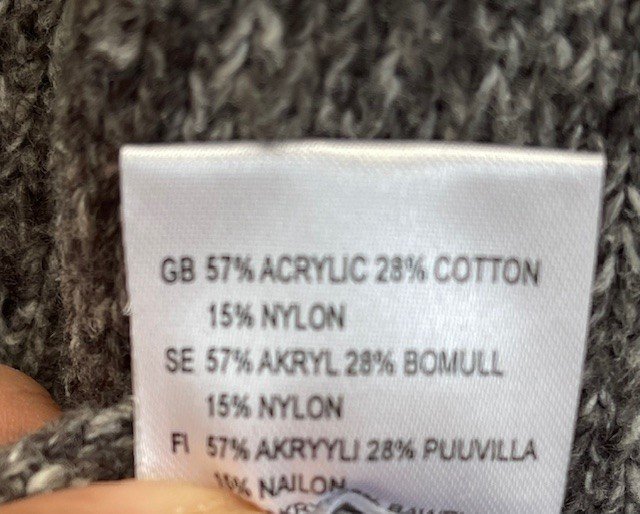 GB 57% ACRYLIC 28% COTTON
15% NYLON
SE 57% AKRYL 28% BOMULL
15% NYLON
FI 57% AKRYYLI 28% PUUVILLA
15% NAILON